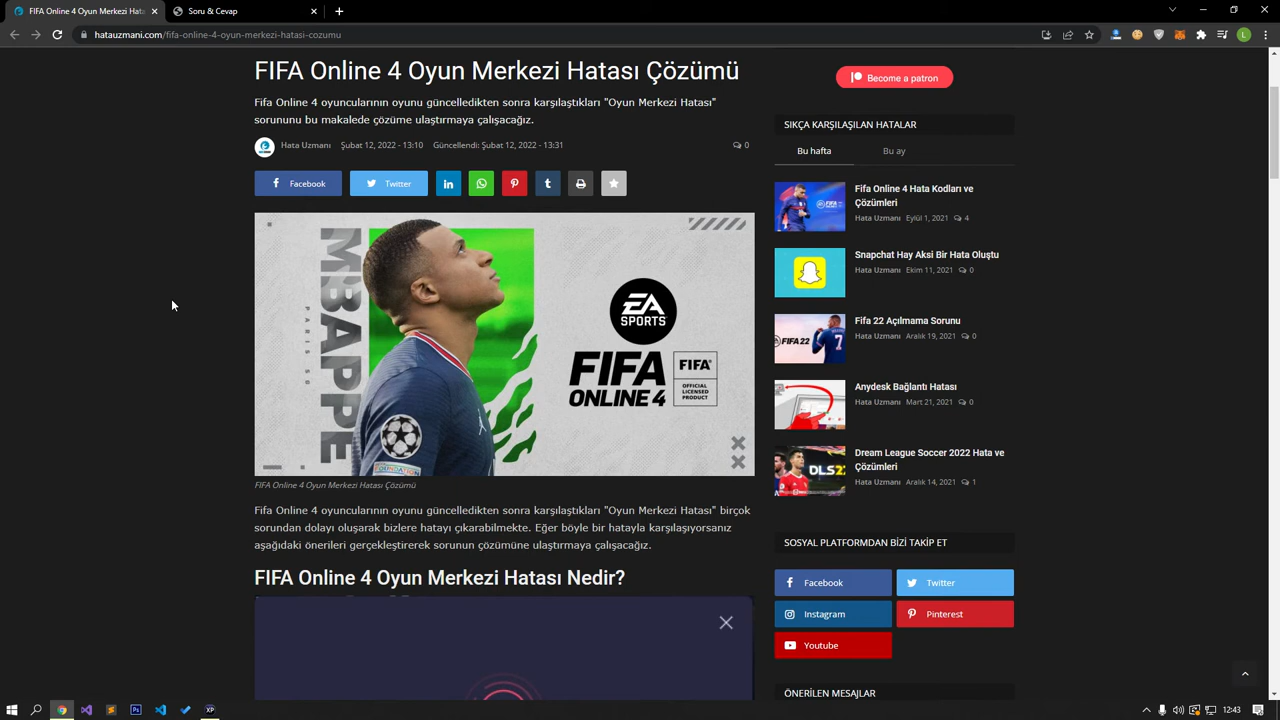 FIFA Online 4 Oyun Merkezi Hata
Soru & Cevap
hatauzmani.com/fifa-online-4-oyun-merkezi-hatasi-cozumu
FIFA Online 4 Oyun Merkezi Hatası Çözümü
Fifa Online 4 oyuncularının oyunu güncelledikten sonra karşılaştıkları "Oyun Merkezi Hatası"
sorununu bu makalede çözüme ulaştırmaya çalışacağız.
Hata Uzmanı Şubat 12, 2022 - 13:10 Güncellendi: Şubat 12, 2022 - 13:31 0
Facebook
Twitter
MBAPPE
PARIS SG
EA
SPORTS
FIFA
ONLINE 4
FIFA
OFFICIAL
LICENSED
PRODUCT
FOUNDATION
FIFA Online 4 Oyun Merkezi Hatası Çözümü
Fifa Online 4 oyuncularının oyunu güncelledikten sonra karşılaştıkları "Oyun Merkezi Hatası" birçok
sorundan dolayı oluşarak bizlere hatayı çıkarabilmekte. Eğer böyle bir hatayla karşılaşıyorsanız
aşağıdaki önerileri gerçekleştirerek sorunun çözümüne ulaştırmaya çalışacağız.
FIFA Online 4 Oyun Merkezi Hatası Nedir?
Become a patron
SIKÇA KARŞILAŞILAN HATALAR
Bu hafta
Bu ay
Fifa Online 4 Hata Kodları ve
Çözümleri
Hata Uzmanı Eylül 1, 2021 4
Snapchat Hay Aksi Bir Hata Oluştu
Hata Uzmanı Ekim 11, 2021 0
FIFA 22
7
Fifa 22 Açılmama Sorunu
Hata Uzmanı Aralık 19, 2021 0
Anydesk Bağlantı Hatası
Hata Uzmanı Mart 21, 2021 0
DLS22
Dream League Soccer 2022 Hata ve
Çözümleri
Hata Uzmanı Aralık 14, 2021 1
SOSYAL PLATFORMDAN BİZİ TAKİP ET
Facebook
Twitter
Instagram
Pinterest
Youtube
ÖNERİLEN MESAJLAR
12:43